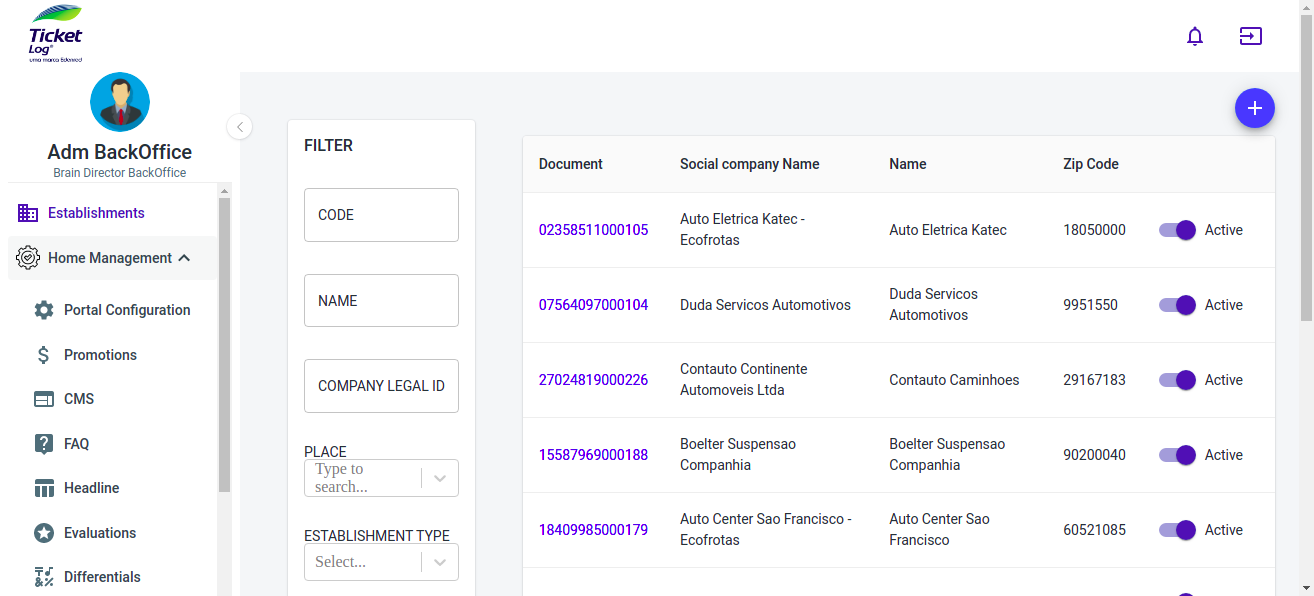 Ticket
Log®
uma marca Edenred
Adm BackOffice
Brain Director BackOffice
Establishments
Home Management
Portal Configuration
Promotions
CMS
FAQ
Headline
Evaluations
Differentials
FILTER
CODE
NAME
COMPANY LEGAL ID
PLACE
Type to
search...
ESTABLISHMENT TYPE
Select...
Document Social company Name Name Zip Code
02358511000105 Auto Eletrica Katec -
Ecofrotas Auto Eletrica Katec 18050000 Active
07564097000104 Duda Servicos Automotivos Duda Servicos
Automotivos 9951550 Active
27024819000226 Contauto Continente
Automoveis Ltda Contauto Caminhoes 29167183 Active
15587969000188 Boelter Suspensao
Companhia Boelter Suspensao
Companhia 90200040 Active
18409985000179 Auto Center Sao Francisco -
Ecofrotas Auto Center Sao
Francisco 60521085 Active